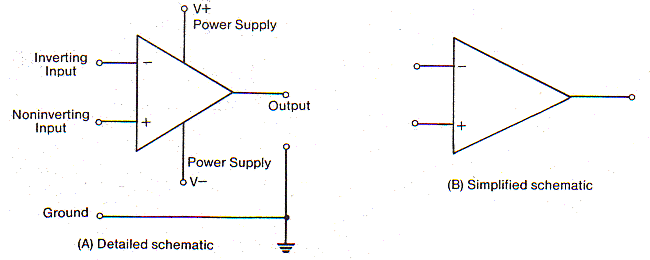 V+
Power Supply
Inverting
Input
−
Noninverting
Input
+
Output
Power Supply
V−
Ground
(A) Detailed schematic
−
+
(B) Simplified schematic